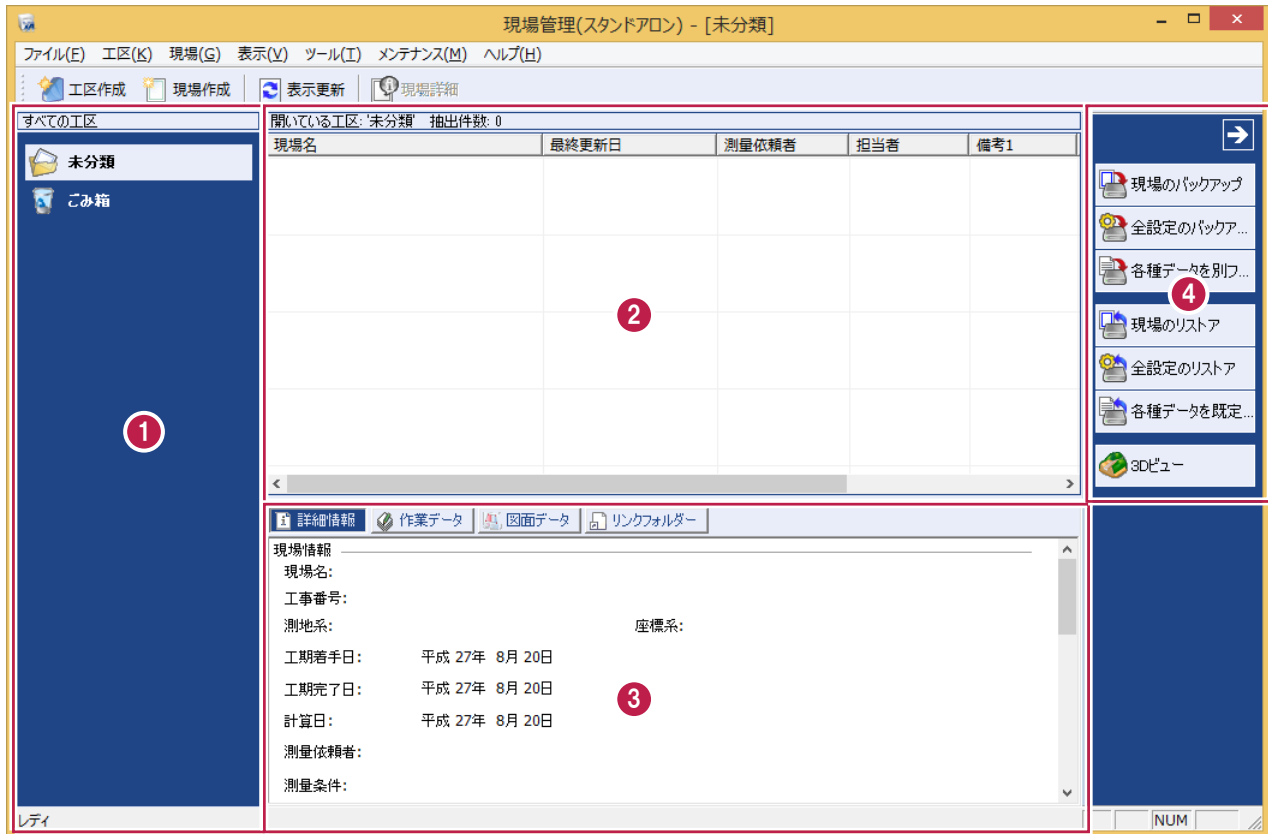 現場管理(スタンドアロン) - [未分類]
ファイル(F) 工区(K) 現場(G) 表示(V) ツール(T) メンテナンス(M) ヘルプ(H)
工区作成 現場作成 表示更新 現場詳細
すべての工区
未分類
ごみ箱
1
開いている工区: '未分類' 抽出件数: 0
現場名 最終更新日 測量依頼者 担当者 備考1
2
詳細情報 作業データ 図面データ リンクフォルダー
現場情報
現場名:
工事番号:
測地系: 座標系:
工期着手日: 平成 27年 8月 20日
工期完了日: 平成 27年 8月 20日
計算日: 平成 27年 8月 20日
測量依頼者:
測量条件:
3
現場のバックアップ
全設定のバックア...
各種データを別フ...
4
現場のリストア
全設定のリストア
各種データを既定...
3Dビュー
レディ
NUM